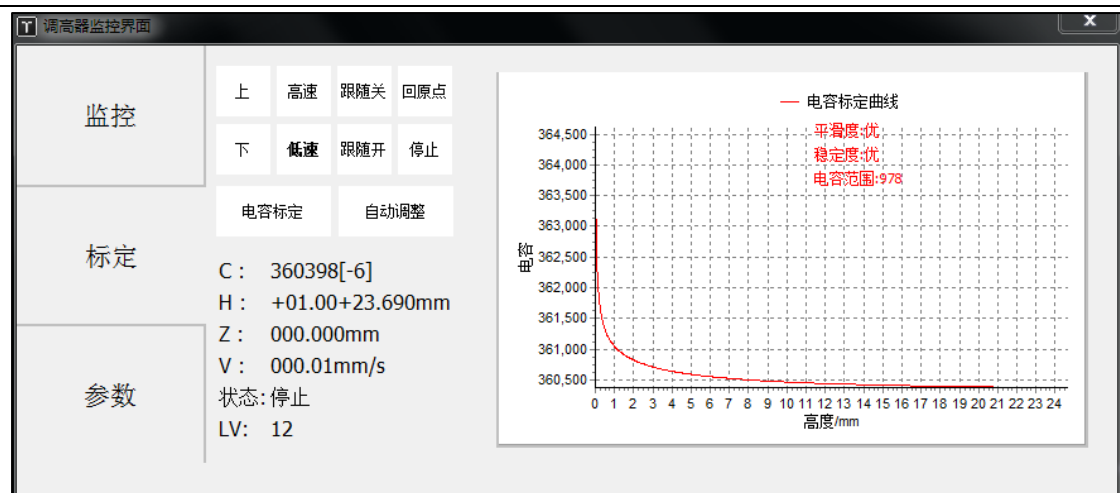 调高器监控界面
x
监控
标定
参数
上 高速 跟随关 回原点
下 低速 跟随开 停止
电容标定 自动调整
C： 360398[-6]
H： +01.00+23.690mm
Z： 000.000mm
V： 000.01mm/s
状态:停止
LV: 12
电容标定曲线
平滑度:优
稳定度:优
电容范围:978
电容
364,500
364,000
363,500
363,000
362,500
362,000
361,500
361,000
360,500
0 1 2 3 4 5 6 7 8 9 10 11 12 13 14 15 16 17 18 19 20 21 22 23 24
高度/mm